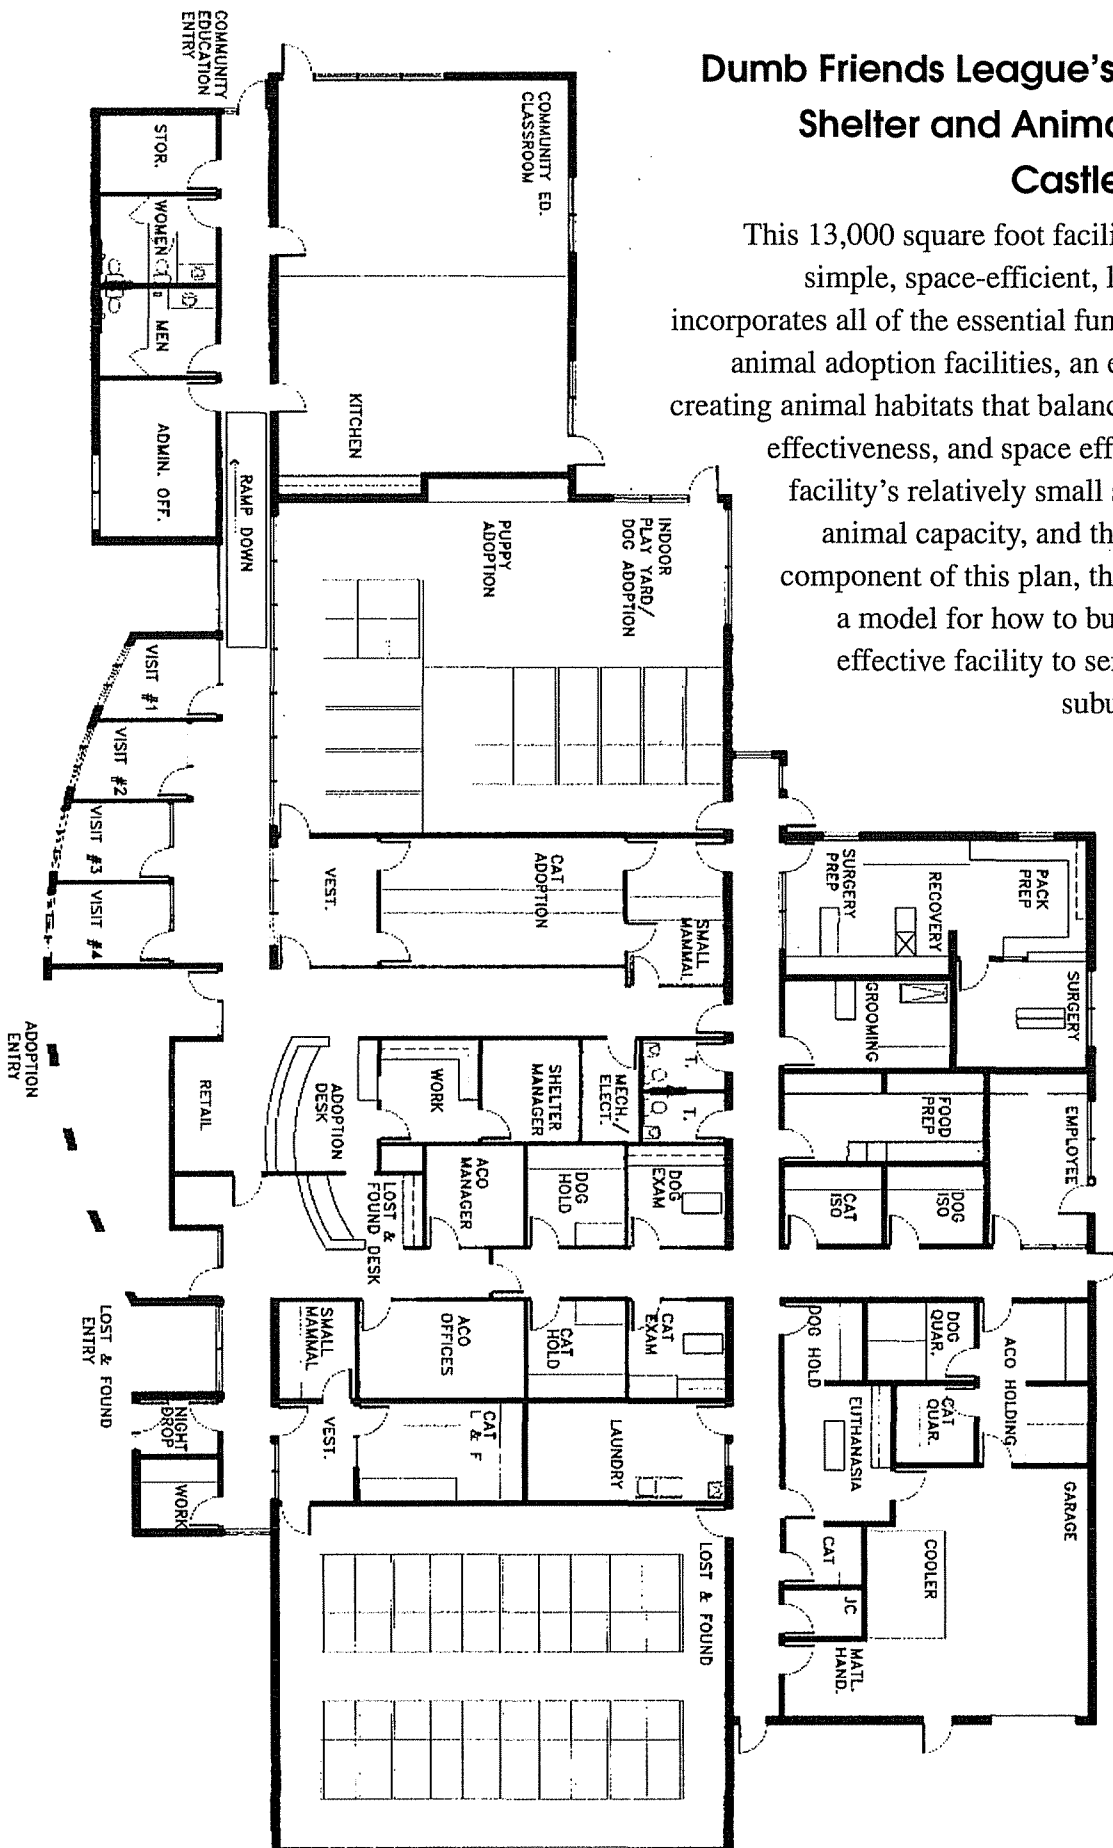 Dumb Friends League's
Shelter and Anima
Castle
This 13,000 square foot facili
simple, space-efficient, l
incorporates all of the essential fun
animal adoption facilities, an e
creating animal habitats that balanc
effectiveness, and space eff
facility's relatively small s
animal capacity, and th
component of this plan, th
a model for how to bu
effective facility to ser
subu
COMMUNITY
EDUCATION
ENTRY
STOR.
WOMEN
MEN
ADMIN. OFF.
COMMUNITY ED.
CLASSROOM
KITCHEN
RAMP DOWN
PUPPY
ADOPTION
INDOOR
PLAY YARD/
DOG ADOPTION
VISIT #1
VISIT #2
VISIT #3
VISIT #4
VEST.
CAT
ADOPTION
SMALL
MAMMAL
SURGERY
PREP
RECOVERY
PACK
PREP
SURGERY
GROOMING
ADOPTION
ENTRY
RETAIL
ADOPTION
DESK
WORK
SHELTER
MANAGER
MECH./
ELECT.
T.
T.
FOOD
PREP
EMPLOYEE
CAT
ISO
DOG
ISO
LOST &
FOUND DESK
ACO
MANAGER
DOG
HOLD
DOG
EXAM
LOST & FOUND
ENTRY
SMALL
MAMMAL
ACO
OFFICES
CAT
HOLD
CAT
EXAM
DOG HOLD
DOG
QUAR.
ACO HOLDING
CAT
QUAR.
EUTHANASIA
NIGHT
DROP
WORK
VEST.
CAT
L & F
LAUNDRY
GARAGE
COOLER
CAT
JC
MATL.
HAND.
LOST & FOUND